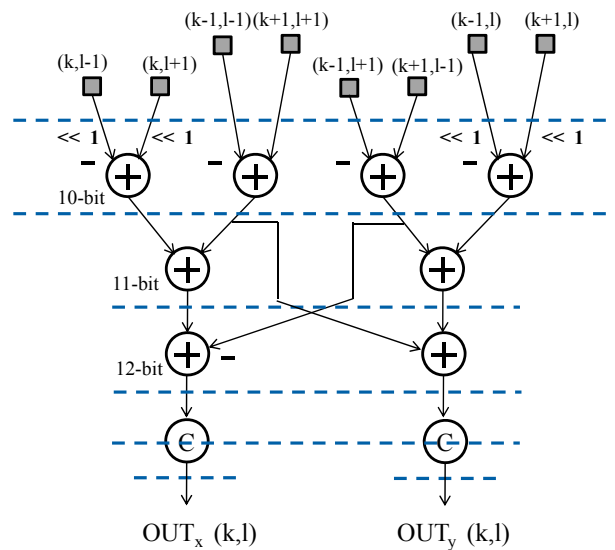 (k-1,l-1) (k+1,l+1) (k-1,l) (k+1,l)
(k,l-1) (k,l+1) (k-1,l+1) (k+1,l-1)
<< 1 << 1 << 1 << 1
- + - + - + - +
10-bit
+ +
11-bit
+ - +
12-bit
C C
OUTx (k,l) OUTy (k,l)